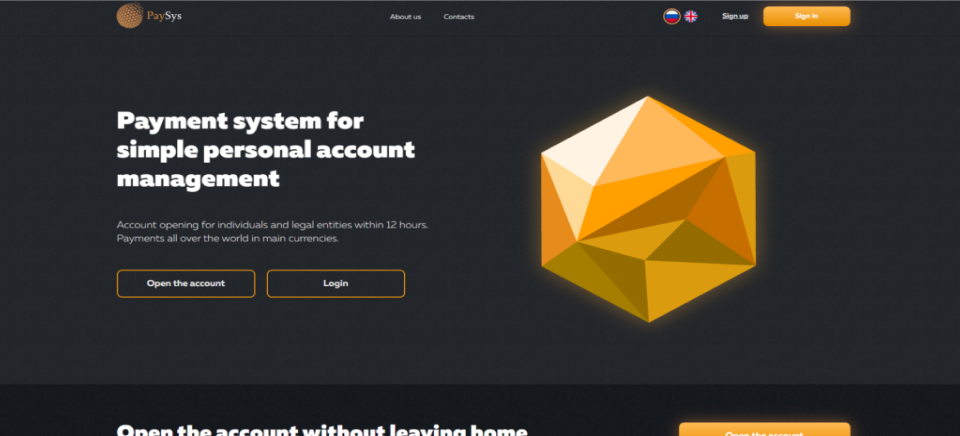 PaySys
About us
Contacts
Sign up
Sign in
Payment system for
simple personal account
management
Account opening for individuals and legal entities within 12 hours.
Payments all over the world in main currencies.
Open the account
Login
Open the account without leaving home
Open the account